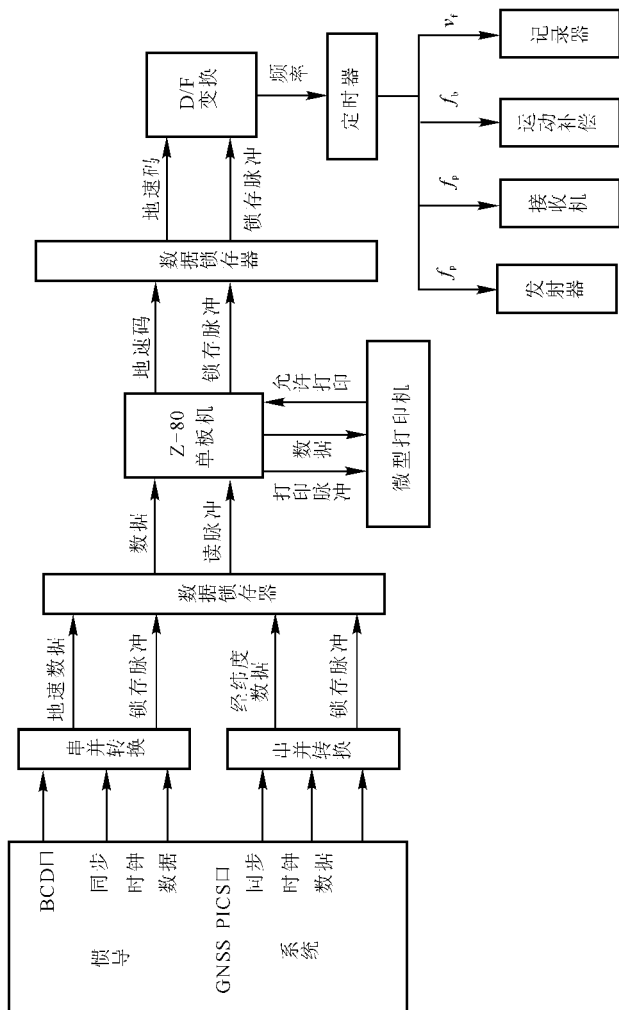 惯导
系统
BCD口
同步
时钟
数据
GNSS PICS口
同步
时钟
数据
串并转换
串并转换
地速数据
锁存脉冲
经纬度
数据
锁存脉冲
数据锁存器
数据
读脉冲
Z-80
单板机
打印脉冲
数据
允许打印
微型打印机
地速码
锁存脉冲
数据锁存器
地速码
锁存脉冲
D/F
变换
频率
定时器
fp
fp
fb
vf
发射器
接收机
运动补偿
记录器